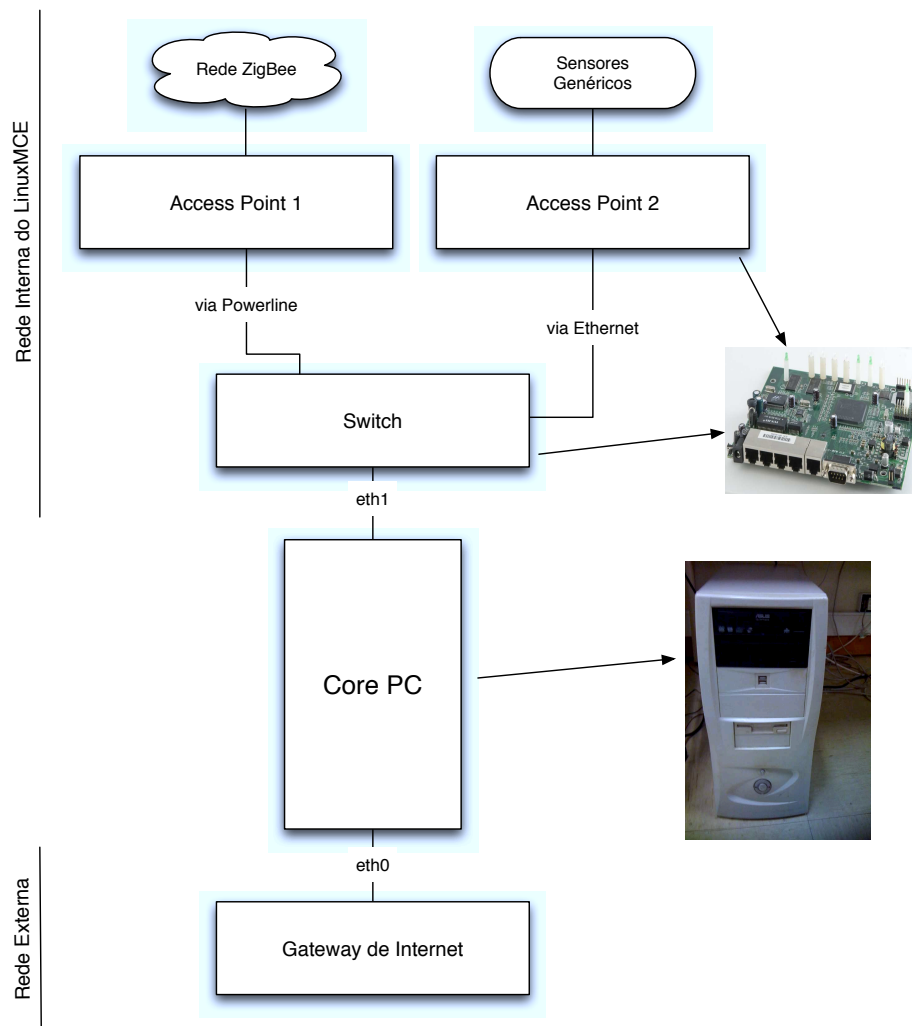 Rede Interna do LinuxMCE
Rede ZigBee
Sensores
Genéricos
Access Point 1
Access Point 2
via Powerline
via Ethernet
Switch
eth1
Core PC
eth0
Rede Externa
Gateway de Internet